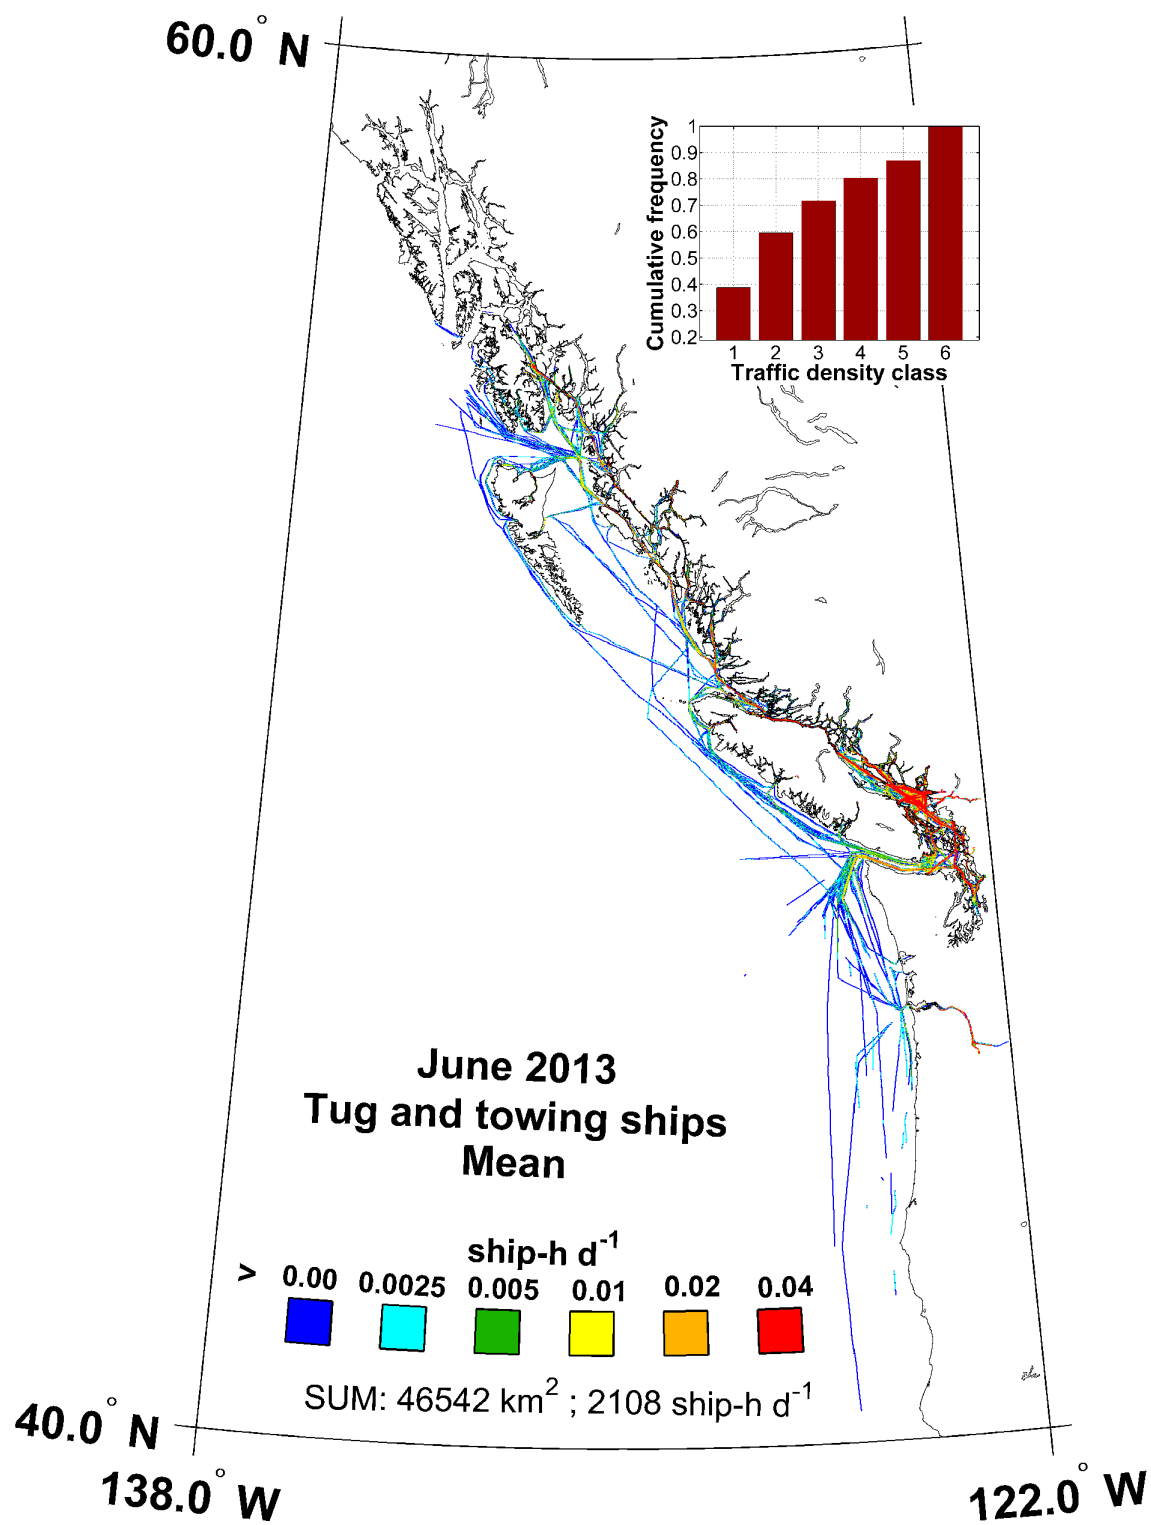 60.0° N
Cumulative frequency
1
0.9
0.8
0.7
0.6
0.5
0.4
0.3
0.2
1 2 3 4 5 6
Traffic density class
June 2013
Tug and towing ships
Mean
ship-h d⁻¹
> 0.00 0.0025 0.005 0.01 0.02 0.04
SUM: 46542 km² ; 2108 ship-h d⁻¹
40.0° N
138.0° W
122.0° W